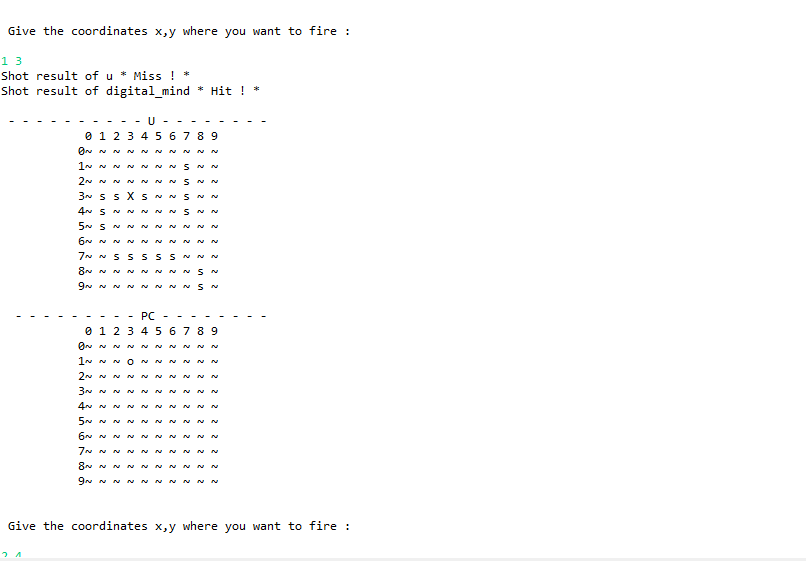 Give the coordinates x,y where you want to fire :
1 3
Shot result of u * Miss ! *
Shot result of digital_mind * Hit ! *
- - - - - - - - - - U - - - - - - - -
0 1 2 3 4 5 6 7 8 9
0~ ~ ~ ~ ~ ~ ~ ~ ~ ~
1~ ~ ~ ~ ~ ~ ~ s ~ ~
2~ ~ ~ ~ ~ ~ ~ s ~ ~
3~ s s X s ~ ~ s ~ ~
4~ s ~ ~ ~ ~ ~ s ~ ~
5~ s ~ ~ ~ ~ ~ ~ ~ ~
6~ ~ ~ ~ ~ ~ ~ ~ ~ ~
7~ ~ s s s s s ~ ~ ~
8~ ~ ~ ~ ~ ~ ~ ~ s ~
9~ ~ ~ ~ ~ ~ ~ ~ s ~
- - - - - - - - - PC - - - - - - - -
0 1 2 3 4 5 6 7 8 9
0~ ~ ~ ~ ~ ~ ~ ~ ~ ~
1~ ~ ~ o ~ ~ ~ ~ ~ ~
2~ ~ ~ ~ ~ ~ ~ ~ ~ ~
3~ ~ ~ ~ ~ ~ ~ ~ ~ ~
4~ ~ ~ ~ ~ ~ ~ ~ ~ ~
5~ ~ ~ ~ ~ ~ ~ ~ ~ ~
6~ ~ ~ ~ ~ ~ ~ ~ ~ ~
7~ ~ ~ ~ ~ ~ ~ ~ ~ ~
8~ ~ ~ ~ ~ ~ ~ ~ ~ ~
9~ ~ ~ ~ ~ ~ ~ ~ ~ ~
Give the coordinates x,y where you want to fire :
2 4